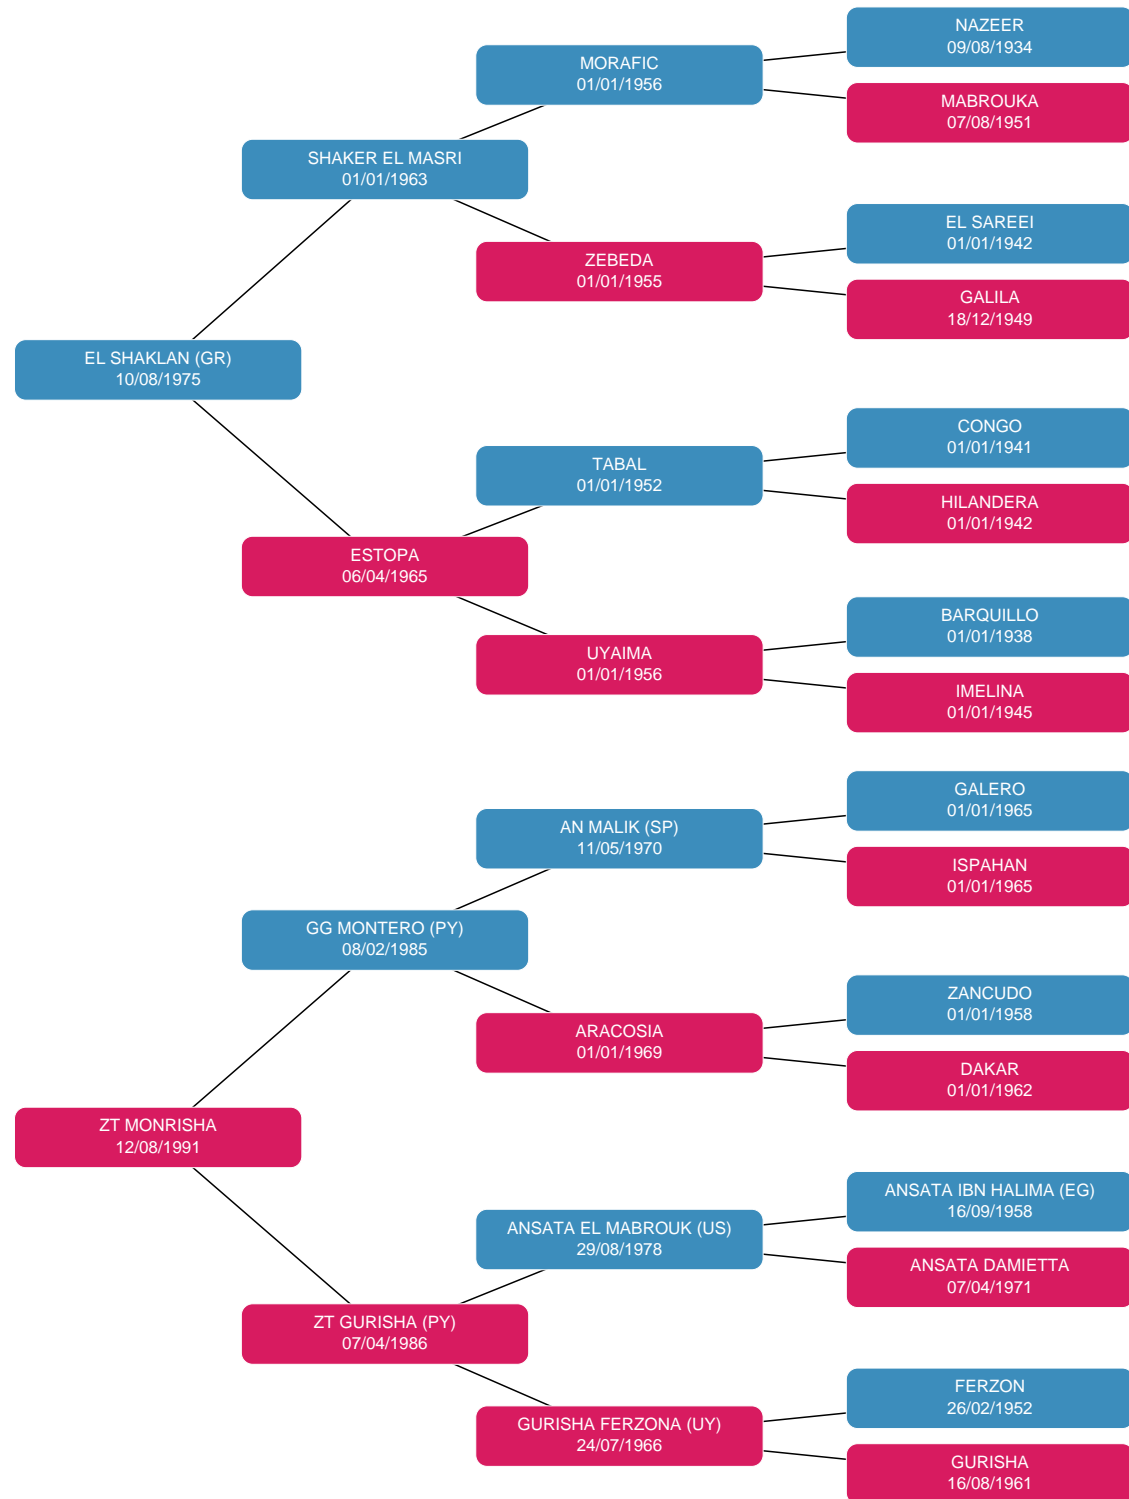 NAZEER
09/08/1934
MORAFIC
01/01/1956
MABROUKA
07/08/1951
SHAKER EL MASRI
01/01/1963
EL SAREEI
01/01/1942
ZEBEDA
01/01/1955
GALILA
18/12/1949
EL SHAKLAN (GR)
10/08/1975
CONGO
01/01/1941
TABAL
01/01/1952
HILANDERA
01/01/1942
ESTOPA
06/04/1965
BARQUILLO
01/01/1938
UYAIMA
01/01/1956
IMELINA
01/01/1945
GALERO
01/01/1965
AN MALIK (SP)
11/05/1970
ISPAHAN
01/01/1965
GG MONTERO (PY)
08/02/1985
ZANCUDO
01/01/1958
ARACOSIA
01/01/1969
DAKAR
01/01/1962
ZT MONRISHA
12/08/1991
ANSATA IBN HALIMA (EG)
16/09/1958
ANSATA EL MABROUK (US)
29/08/1978
ANSATA DAMIETTA
07/04/1971
ZT GURISHA (PY)
07/04/1986
FERZON
26/02/1952
GURISHA FERZONA (UY)
24/07/1966
GURISHA
16/08/1961